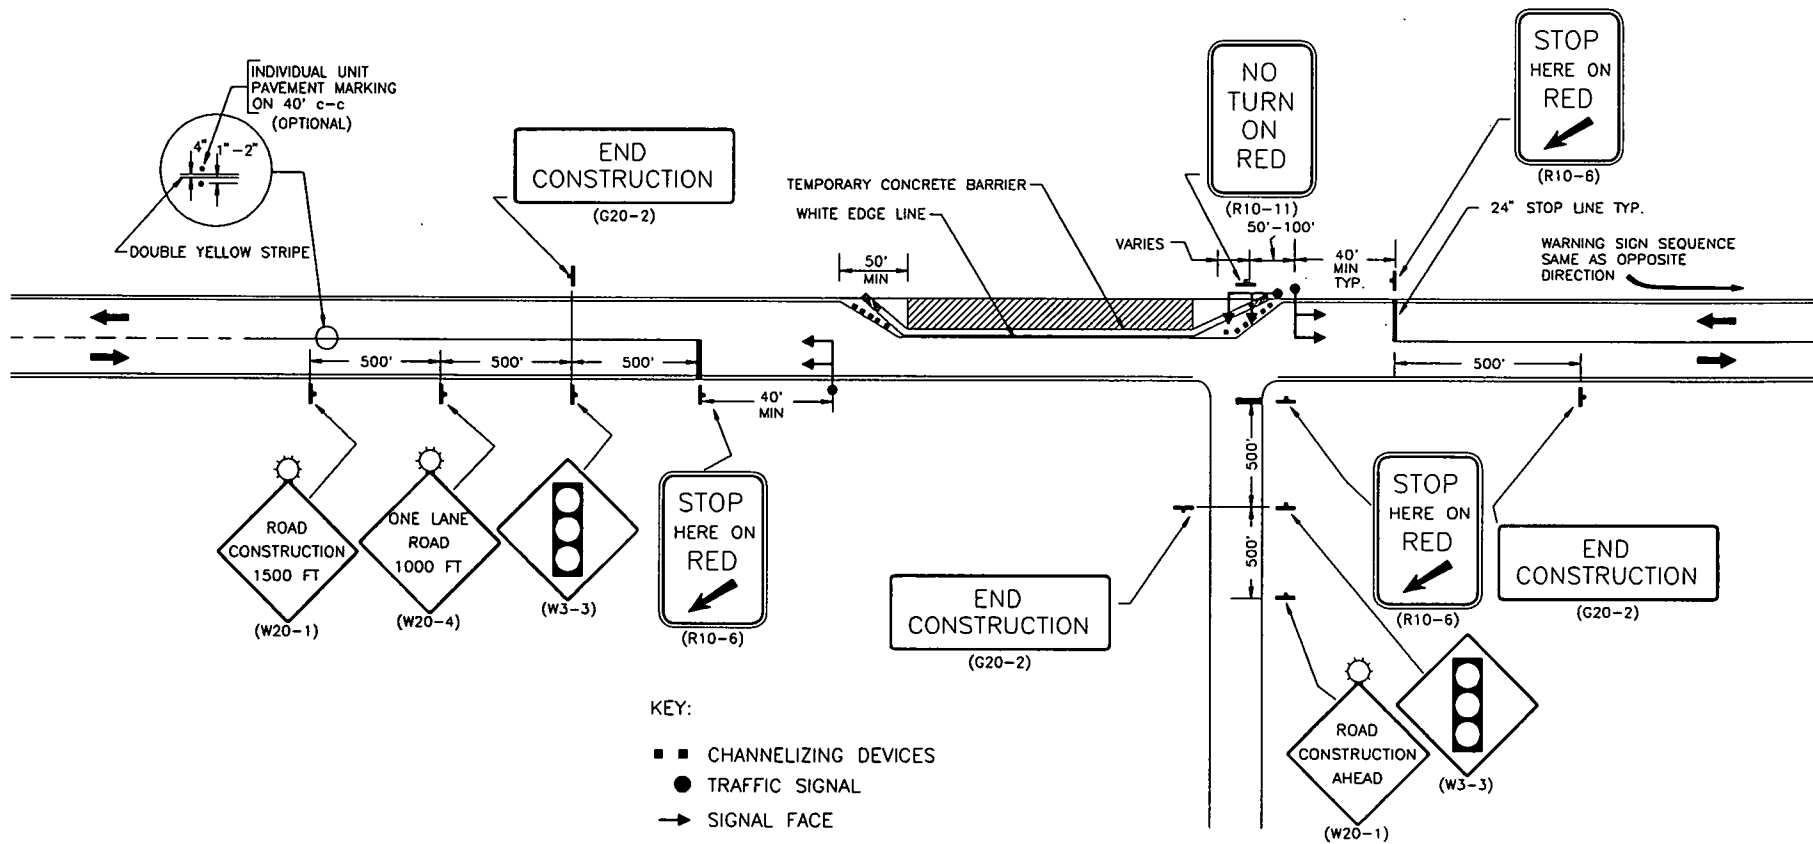 INDIVIDUAL UNIT
PAVEMENT MARKING
ON 40' c-c
(OPTIONAL)
4"
1"-2"
DOUBLE YELLOW STRIPE
END
CONSTRUCTION
(G20-2)
TEMPORARY CONCRETE BARRIER
WHITE EDGE LINE
50'
MIN
NO
TURN
ON
RED
(R10-11)
50'-100'
VARIES
40'
MIN
TYP.
STOP
HERE ON
RED
(R10-6)
24" STOP LINE TYP.
WARNING SIGN SEQUENCE
SAME AS OPPOSITE
DIRECTION
500'
500'
500'
40'
MIN
500'
500'
500'
ROAD
CONSTRUCTION
1500 FT
(W20-1)
ONE LANE
ROAD
1000 FT
(W20-4)
(W3-3)
STOP
HERE ON
RED
(R10-6)
END
CONSTRUCTION
(G20-2)
STOP
HERE ON
RED
(R10-6)
END
CONSTRUCTION
(G20-2)
ROAD
CONSTRUCTION
AHEAD
(W20-1)
(W3-3)
KEY:
CHANNELIZING DEVICES
TRAFFIC SIGNAL
SIGNAL FACE